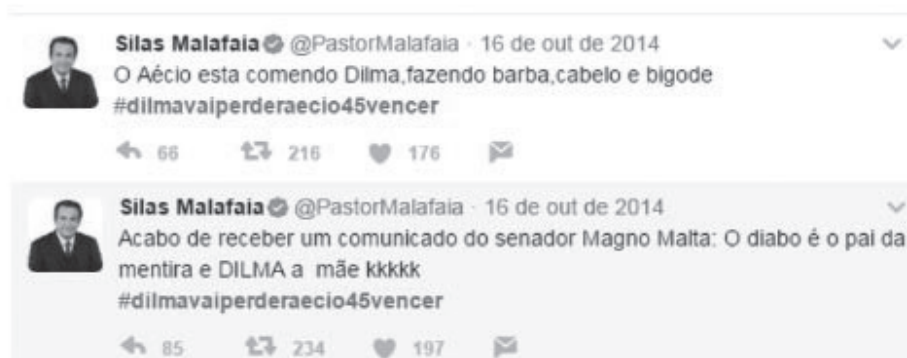 Silas Malafaia @PastorMalafaia · 16 de out de 2014
O Aécio esta comendo Dilma,fazendo barba,cabelo e bigode
#dilmavaiperderaecio45vencer
66 216 176
Silas Malafaia @PastorMalafaia · 16 de out de 2014
Acabo de receber um comunicado do senador Magno Malta: O diabo é o pai da
mentira e DILMA a mãe kkkkk
#dilmavaiperderaecio45vencer
85 234 197